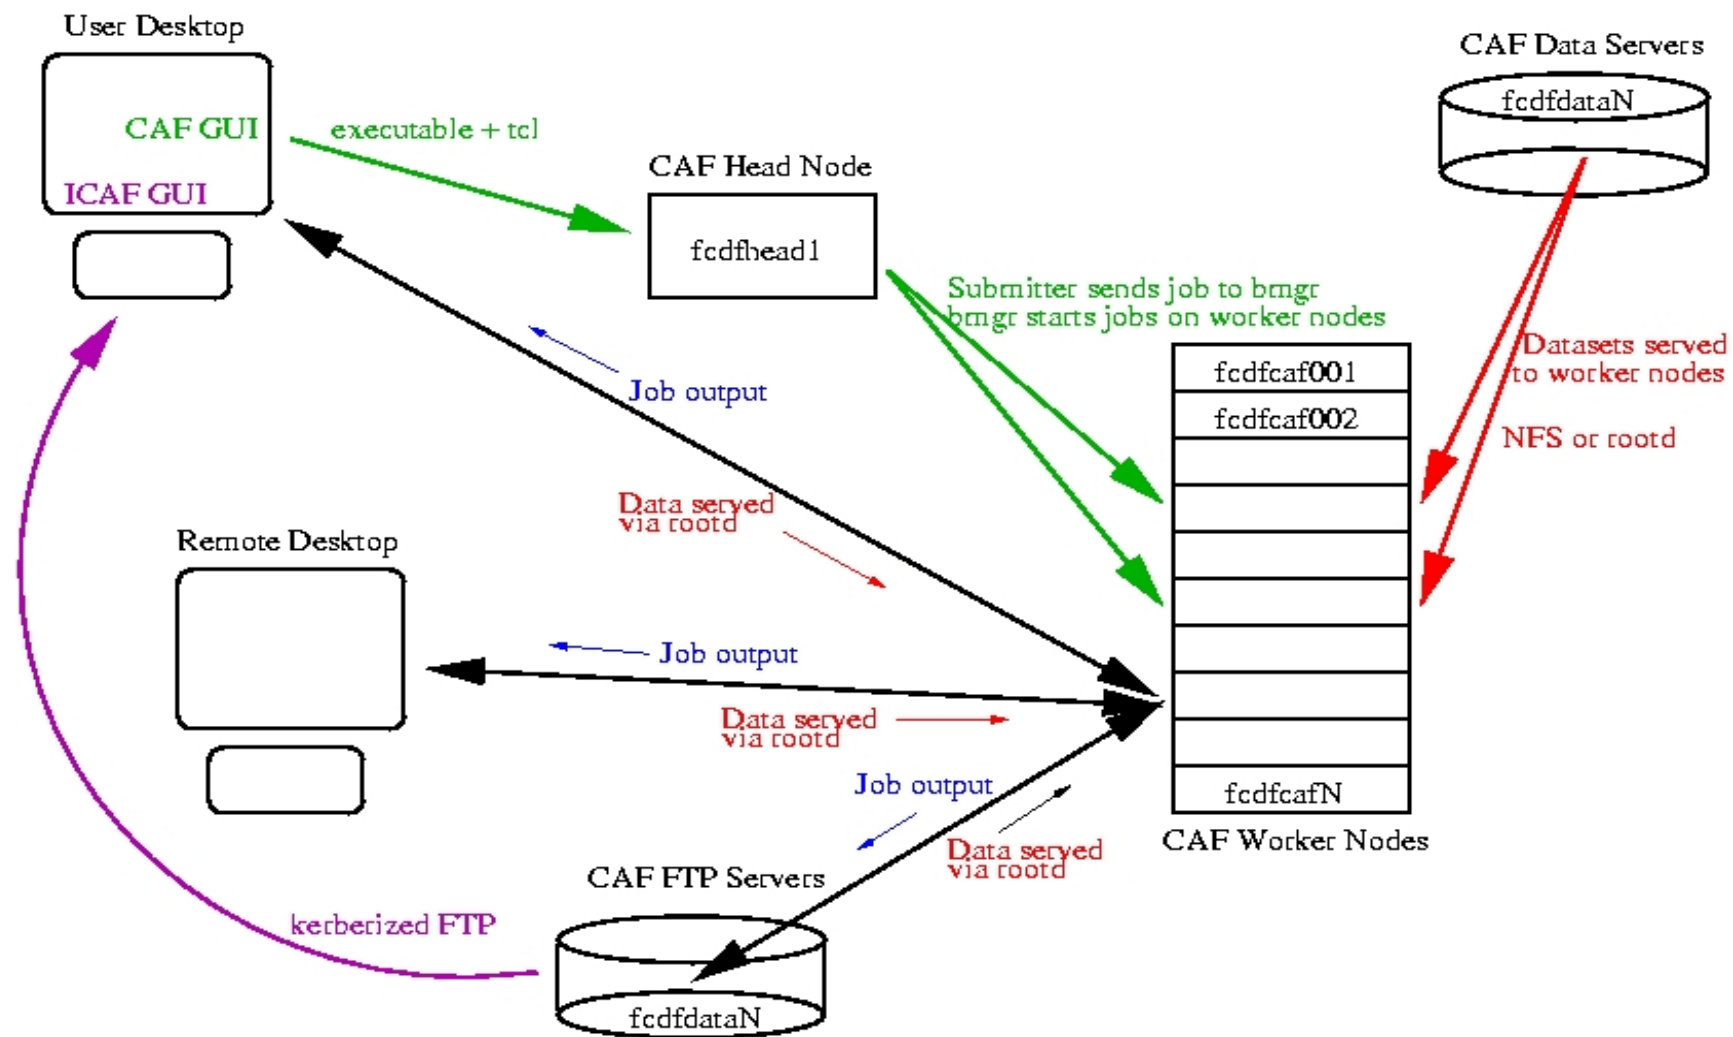 User Desktop
CAF GUI
ICAF GUI
executable + tcl
CAF Head Node
fcdfhead1
CAF Data Servers
fcdfdataN
Submitter sends job to bmgr
bmgr starts jobs on worker nodes
Datasets served
to worker nodes
NFS or rootd
fcdfcaf001
fcdfcaf002
fcdfcafN
CAF Worker Nodes
Job output
Data served
via rootd
Remote Desktop
Job output
Data served
via rootd
Job output
Data served
via rootd
CAF FTP Servers
fcdfdataN
kerberized FTP